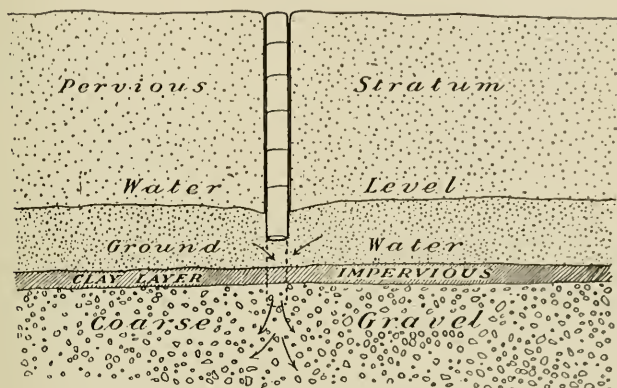 Pervious Stratum
Water Level
Ground Water
CLAY LAYER IMPERVIOUS
Coarse Gravel